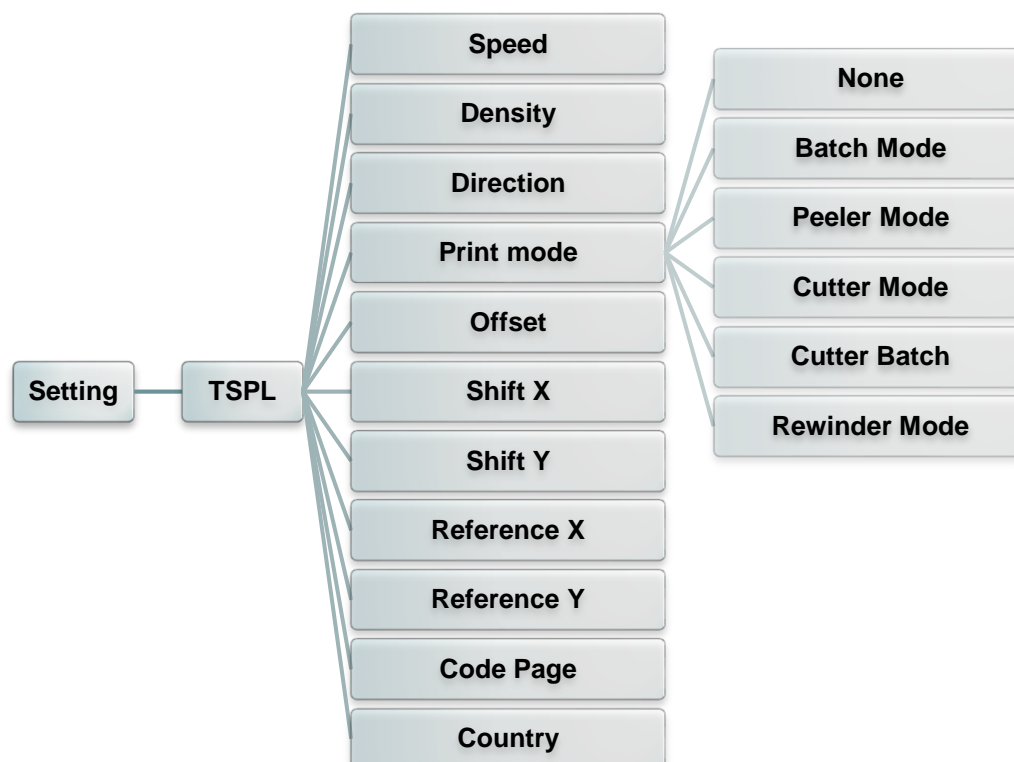 Setting
TSPL
Speed
Density
Direction
Print mode
Offset
Shift X
Shift Y
Reference X
Reference Y
Code Page
Country
None
Batch Mode
Peeler Mode
Cutter Mode
Cutter Batch
Rewinder Mode